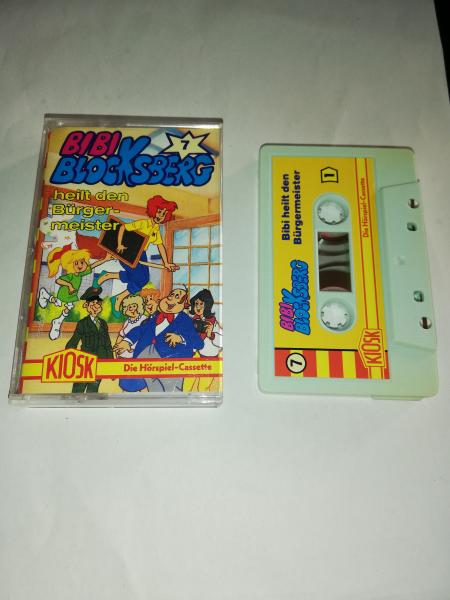 BIBI
BLOCKSBERG
7
heilt den
Bürger-
meister
KIOSK
Die Hörspiel-Cassette
Bibi heilt den
Bürgermeister
1
BIBI
BLOCKSBERG
7
KIOSK
Die Hörspiel-Cassette